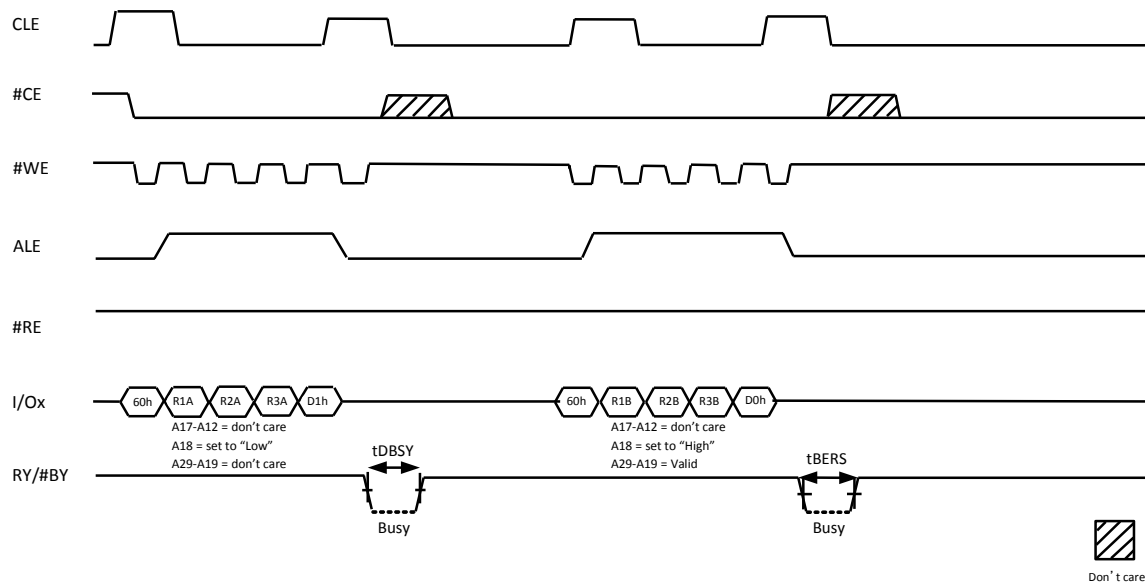 CLE
#CE
#WE
ALE
#RE
I/Ox
60h R1A R2A R3A D1h 60h R1B R2B R3B D0h
A17-A12 = don't care
A18 = set to "Low"
A29-A19 = don't care
A17-A12 = don't care
A18 = set to "High"
A29-A19 = Valid
RY/#BY
tDBSY
Busy
tBERS
Busy
Don't care